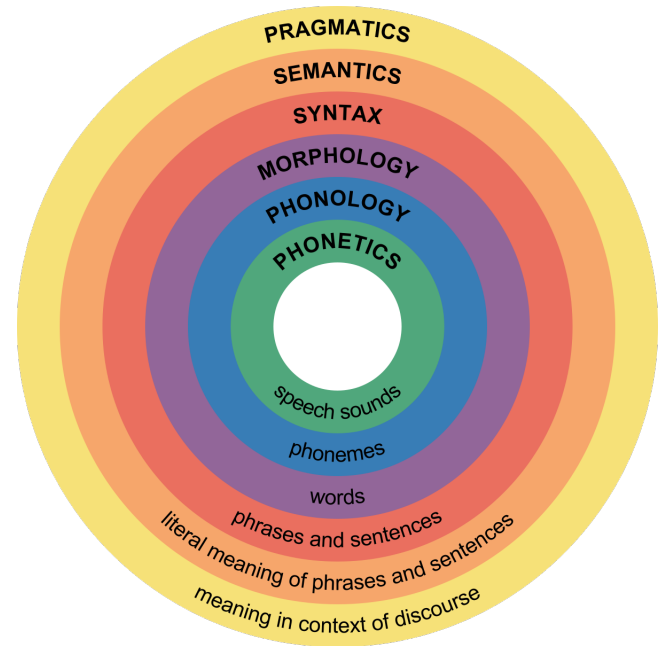 PRAGMATICS
SEMANTICS
SYNTAX
MORPHOLOGY
PHONOLOGY
PHONETICS
speech sounds
phonemes
words
phrases and sentences
literal meaning of phrases and sentences
meaning in context of discourse